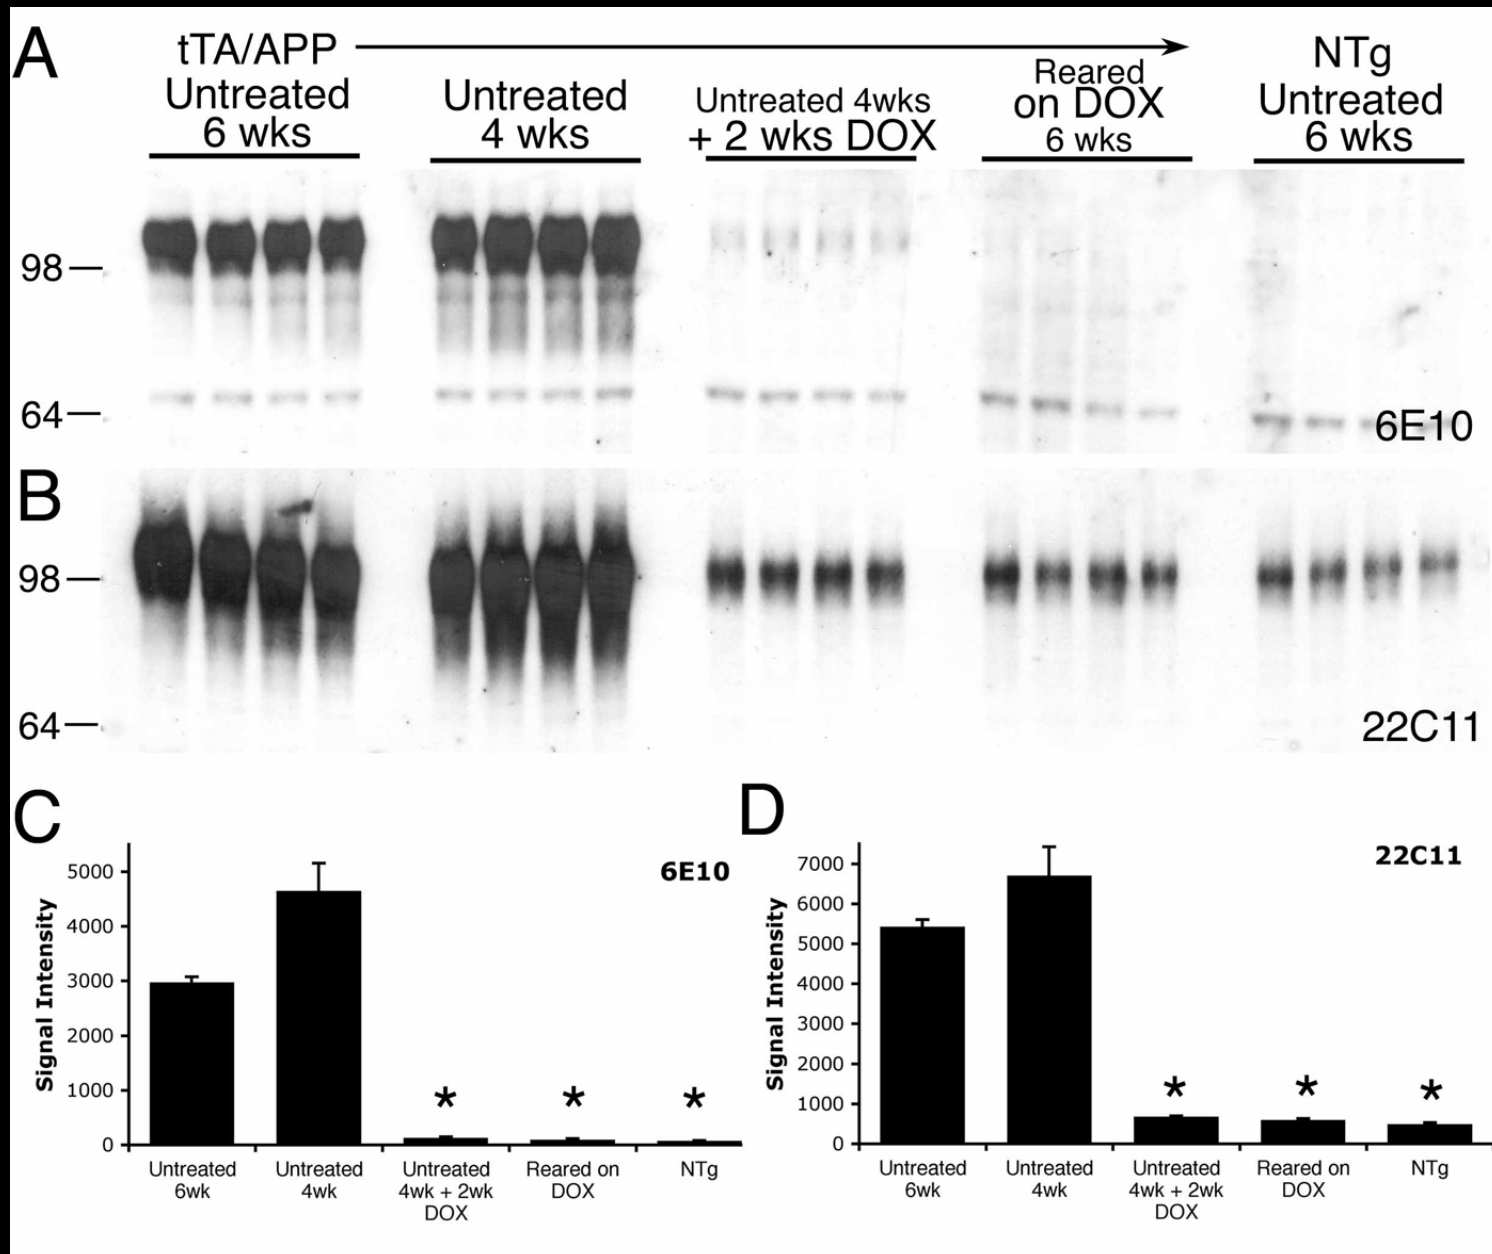 A
tTA/APP
Untreated
6 wks
Untreated
4 wks
Untreated 4wks
+ 2 wks DOX
Reared
on DOX
6 wks
NTg
Untreated
6 wks
98
64
6E10
B
98
64
22C11
C
6E10
Signal Intensity
5000
4000
3000
2000
1000
0
* * *
Untreated
6wk
Untreated
4wk
Untreated
4wk + 2wk
DOX
Reared on
DOX
NTg
D
22C11
Signal Intensity
7000
6000
5000
4000
3000
2000
1000
0
* * *
Untreated
6wk
Untreated
4wk
Untreated
4wk + 2wk
DOX
Reared on
DOX
NTg